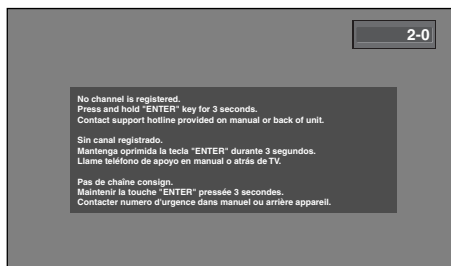 2-0
No channel is registered.
Press and hold "ENTER" key for 3 seconds.
Contact support hotline provided on manual or back of unit.
Sin canal registrado.
Mantenga oprimida la tecla "ENTER" durante 3 segundos.
Llame teléfono de apoyo en manual o atrás de TV.
Pas de chaîne consign.
Maintenir la touche "ENTER" pressée 3 secondes.
Contacter numero d'urgence dans manuel ou arrière appareil.